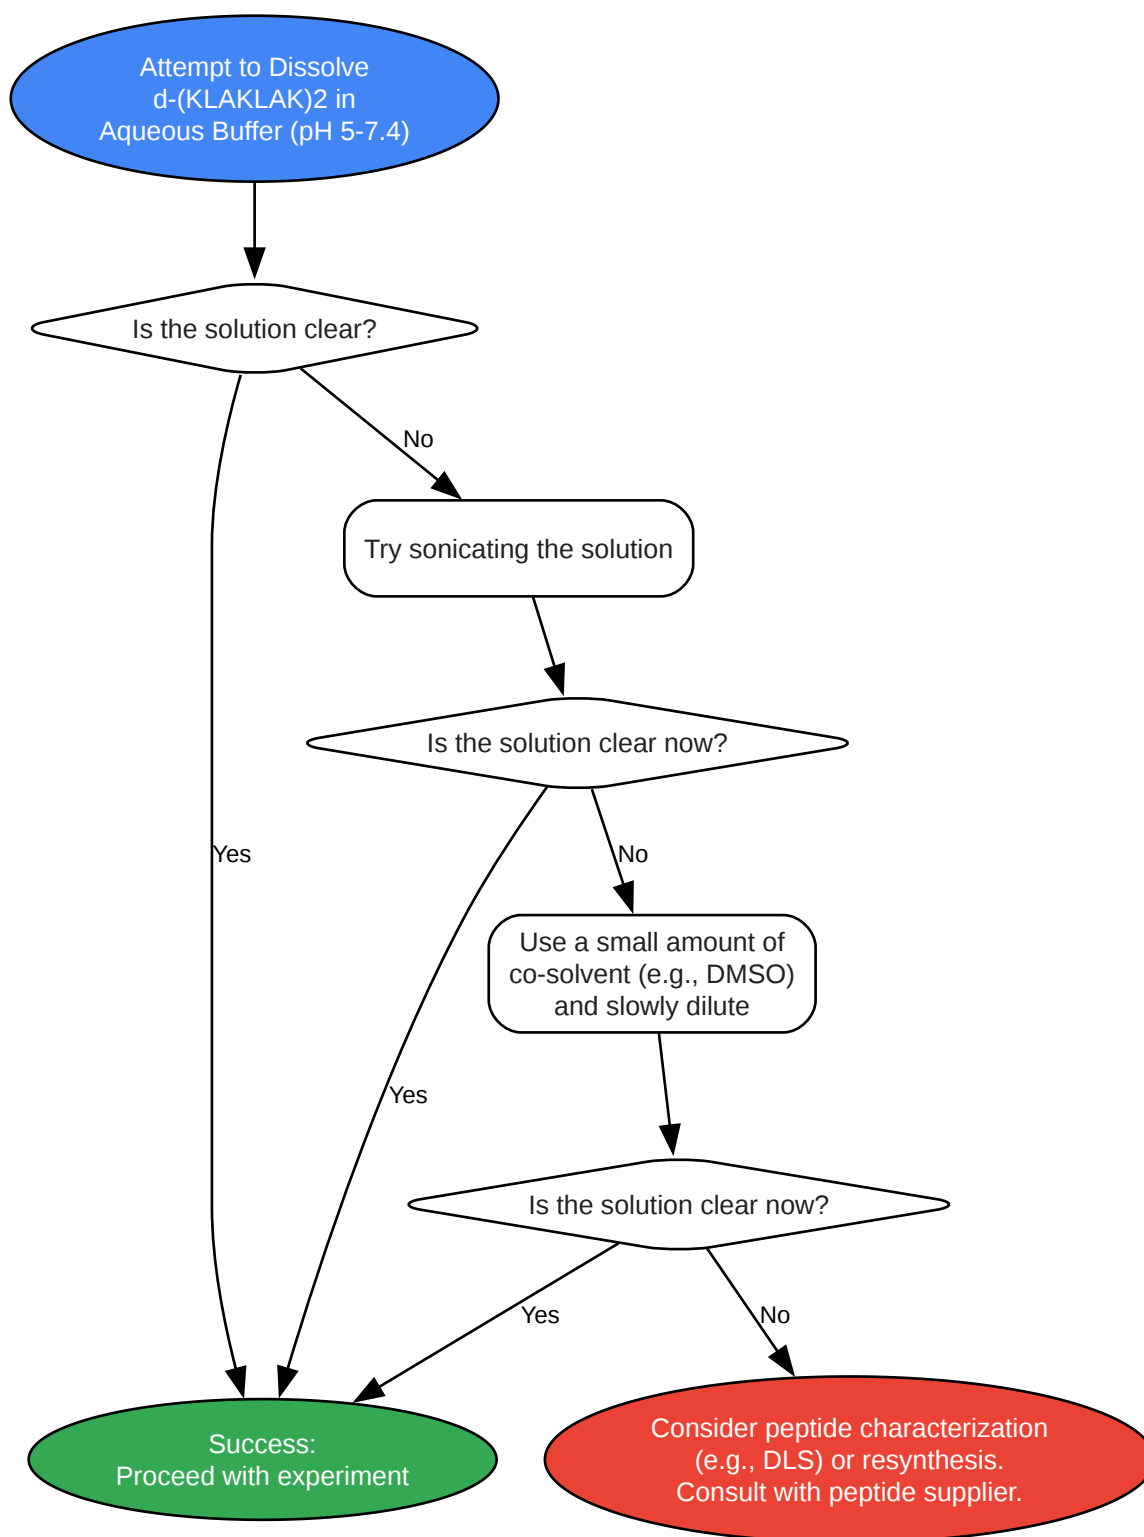 Attempt to Dissolve
d-(KLAKLAK)2 in
Aqueous Buffer (pH 5-7.4)
Is the solution clear?
No
Try sonicating the solution
Is the solution clear now?
Yes
No
Use a small amount of
co-solvent (e.g., DMSO)
and slowly dilute
Yes
Is the solution clear now?
Yes
No
Success:
Proceed with experiment
Consider peptide characterization
(e.g., DLS) or resynthesis.
Consult with peptide supplier.